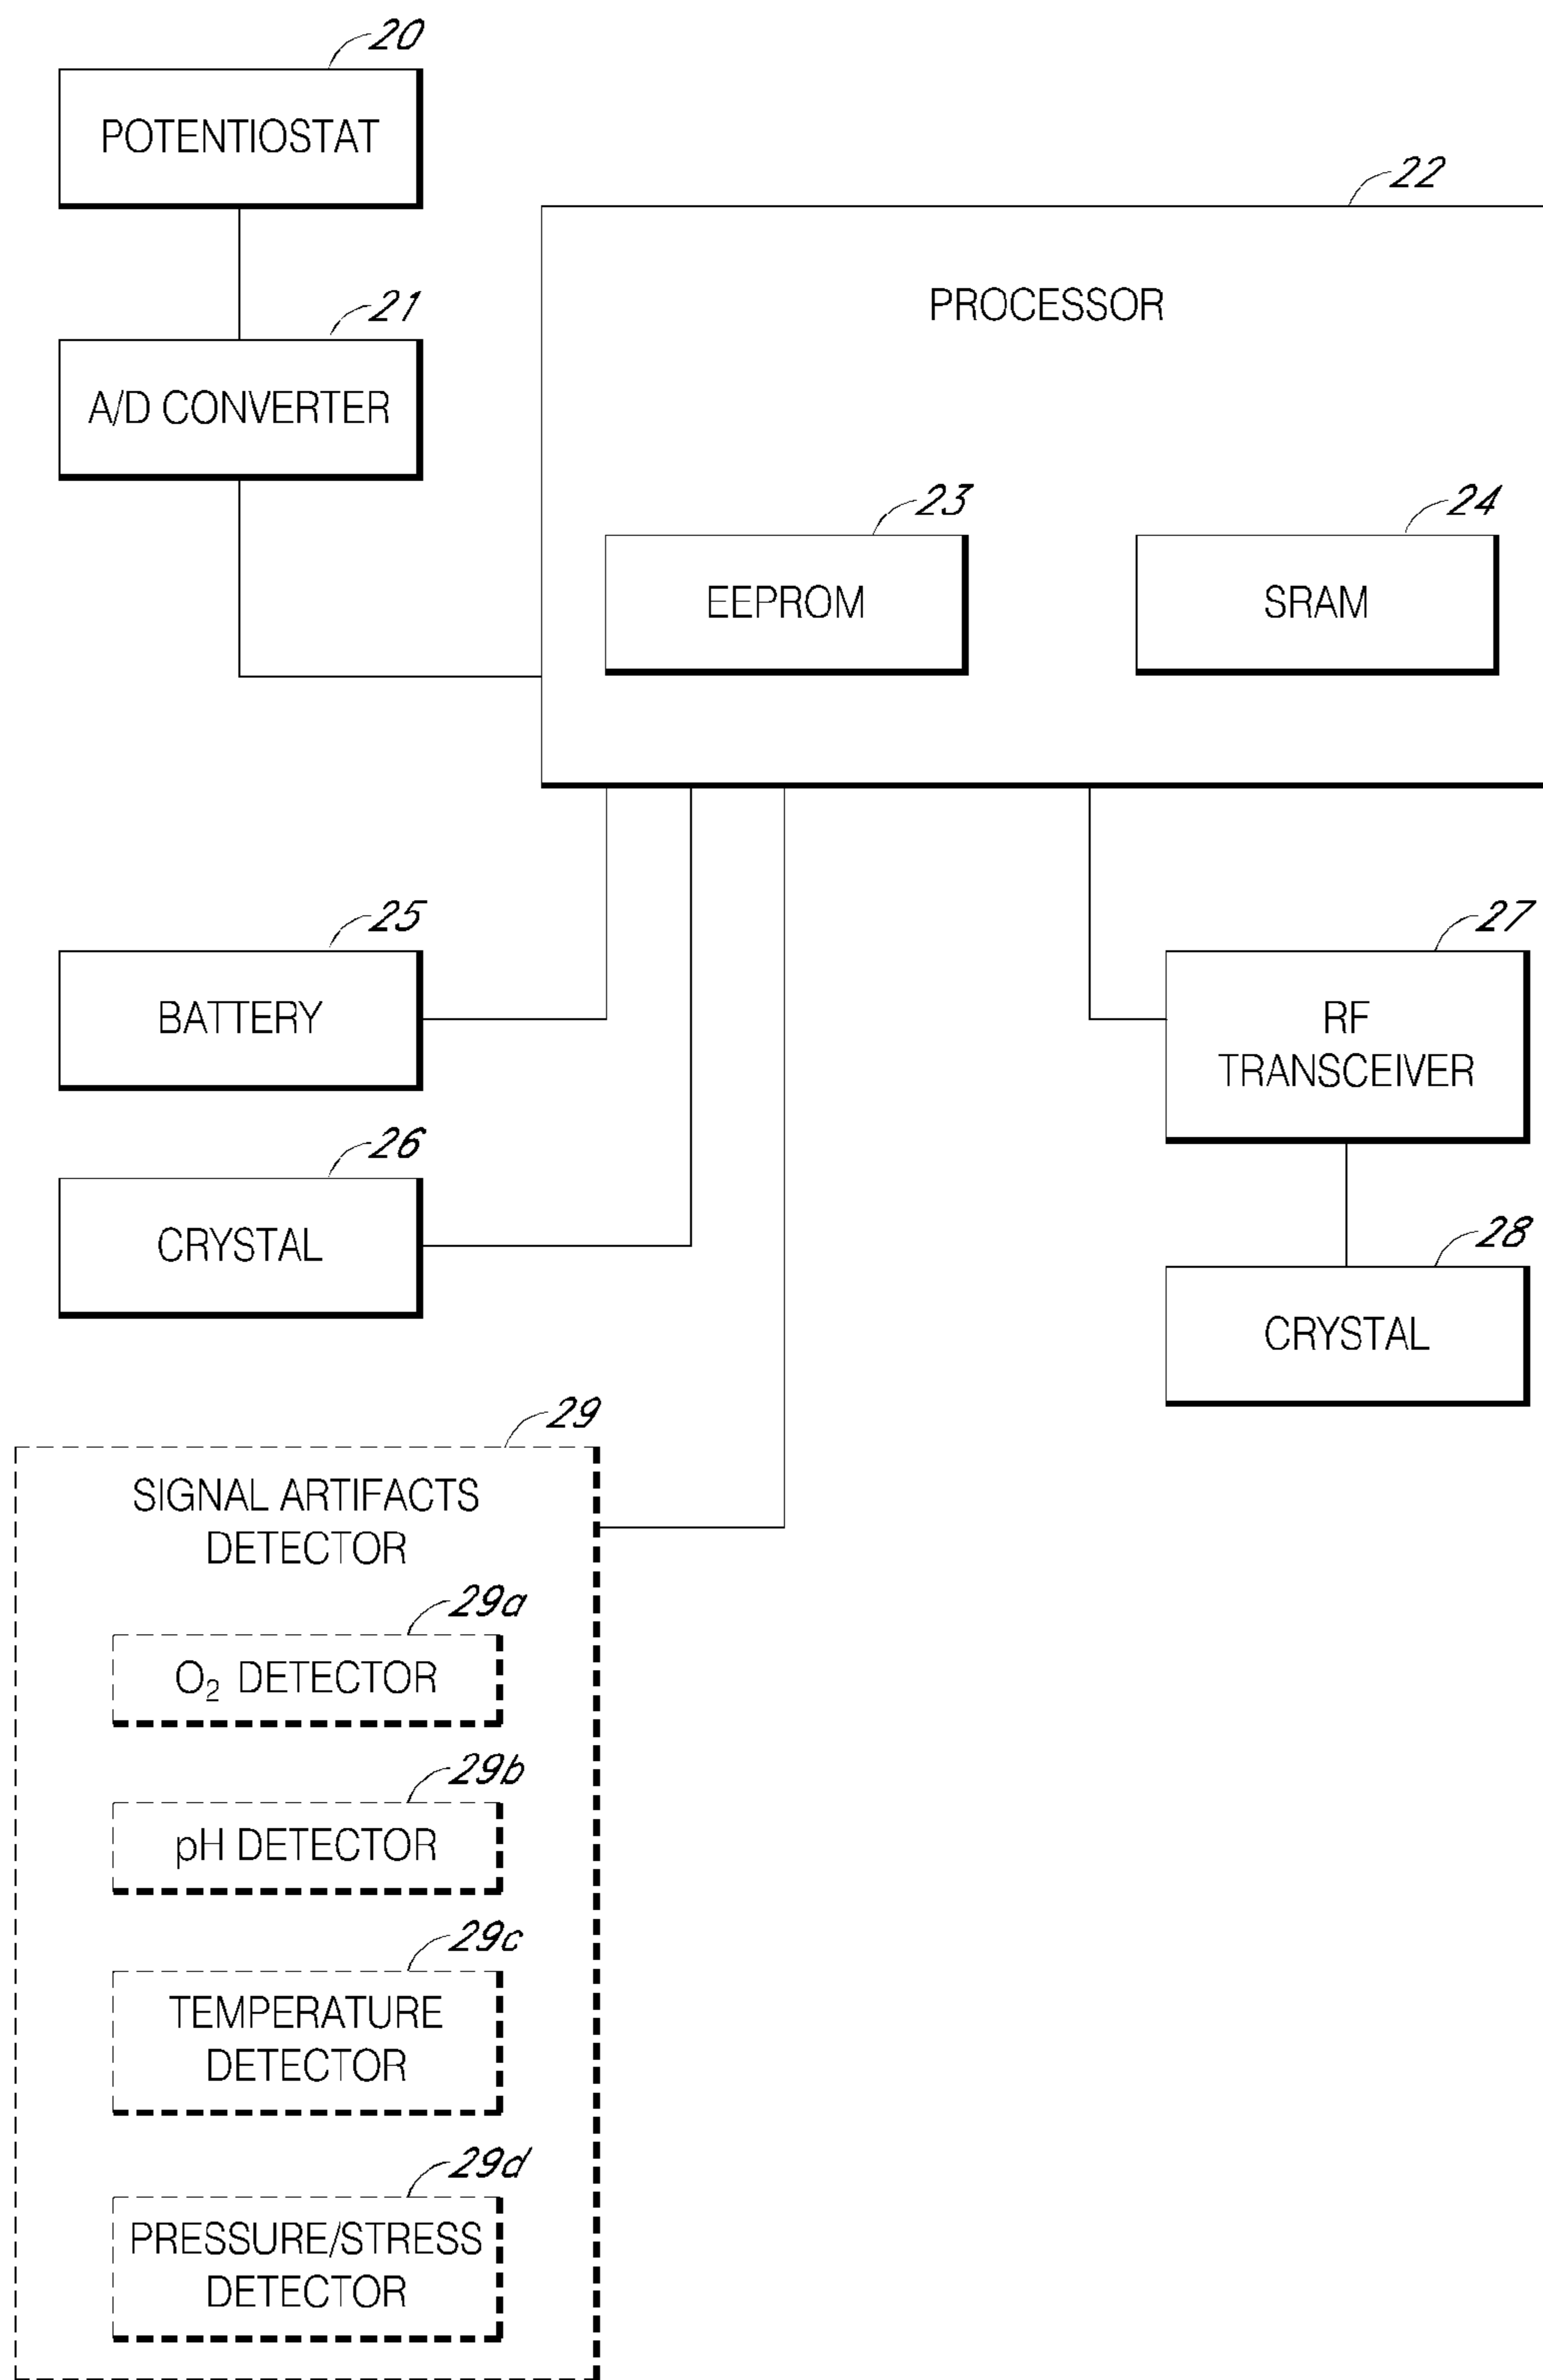 20
POTENTIOSTAT
22
PROCESSOR
21
A/D CONVERTER
23
EEPROM
24
SRAM
25
BATTERY
27
RF
TRANSCEIVER
26
CRYSTAL
28
CRYSTAL
29
SIGNAL ARTIFACTS
DETECTOR
29a
O₂ DETECTOR
29b
pH DETECTOR
29c
TEMPERATURE
DETECTOR
29d
PRESSURE/STRESS
DETECTOR